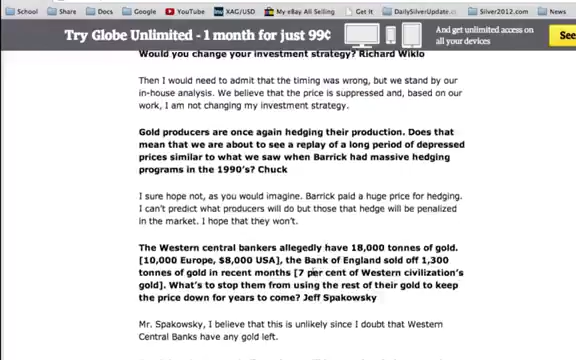 School Share Docs Google YouTube XAG/USD My eBay All Selling Get It DailySilverUpdate Silver2012.com News
Try Globe Unlimited - 1 month for just 99¢
And get unlimited access on
all your devices
See
Would you change your investment strategy? Richard Wiklo
Then I would need to admit that the timing was wrong, but we stand by our
in-house analysis. We believe that the price is suppressed and, based on our
work, I am not changing my investment strategy.
Gold producers are once again hedging their production. Does that
mean that we are about to see a replay of a long period of depressed
prices similar to what we saw when Barrick had massive hedging
programs in the 1990's? Chuck
I sure hope not, as you would imagine. Barrick paid a huge price for hedging.
I can't predict what producers will do but those that hedge will be penalized
in the market. I hope that they won't.
The Western central bankers allegedly have 18,000 tonnes of gold.
[10,000 Europe, $8,000 USA], the Bank of England sold off 1,300
tonnes of gold in recent months [7 per cent of Western civilization's
gold]. What's to stop them from using the rest of their gold to keep
the price down for years to come? Jeff Spakowsky
Mr. Spakowsky, I believe that this is unlikely since I doubt that Western
Central Banks have any gold left.